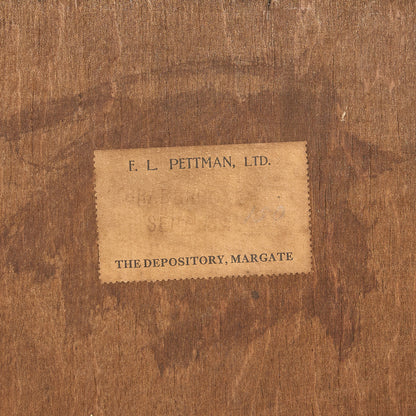 F. L. PETTMAN, LTD.
THE DEPOSITORY, MARGATE